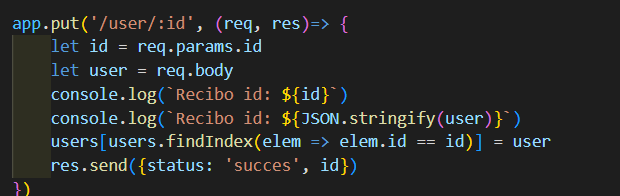 app.put('/user/:id', (req, res)=> {
    let id = req.params.id
    let user = req.body
    console.log(`Recibo id: ${id}`)
    console.log(`Recibo id: ${JSON.stringify(user)}`)
    users[users.findIndex(elem => elem.id == id)] = user
    res.send({status: 'succes', id})
})